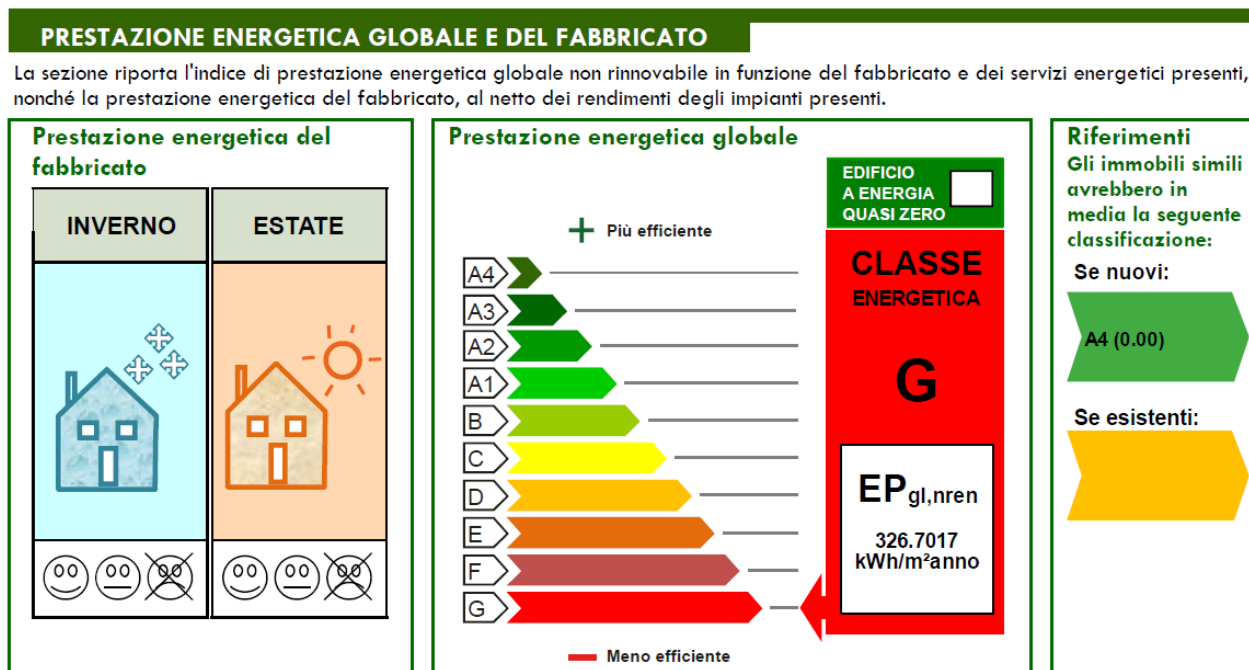 PRESTAZIONE ENERGETICA GLOBALE E DEL FABBRICATO
La sezione riporta l'indice di prestazione energetica globale non rinnovabile in funzione del fabbricato e dei servizi energetici presenti,
nonché la prestazione energetica del fabbricato, al netto dei rendimenti degli impianti presenti.
Prestazione energetica del
fabbricato
INVERNO
ESTATE
Prestazione energetica globale
+ Più efficiente
A4
A3
A2
A1
B
C
D
E
F
G
Meno efficiente
EDIFICIO
A ENERGIA
QUASI ZERO
CLASSE
ENERGETICA
G
EPgl,nren
326.7017
kWh/m²anno
Riferimenti
Gli immobili simili
avrebbero in
media la seguente
classificazione:
Se nuovi:
A4 (0.00)
Se esistenti: